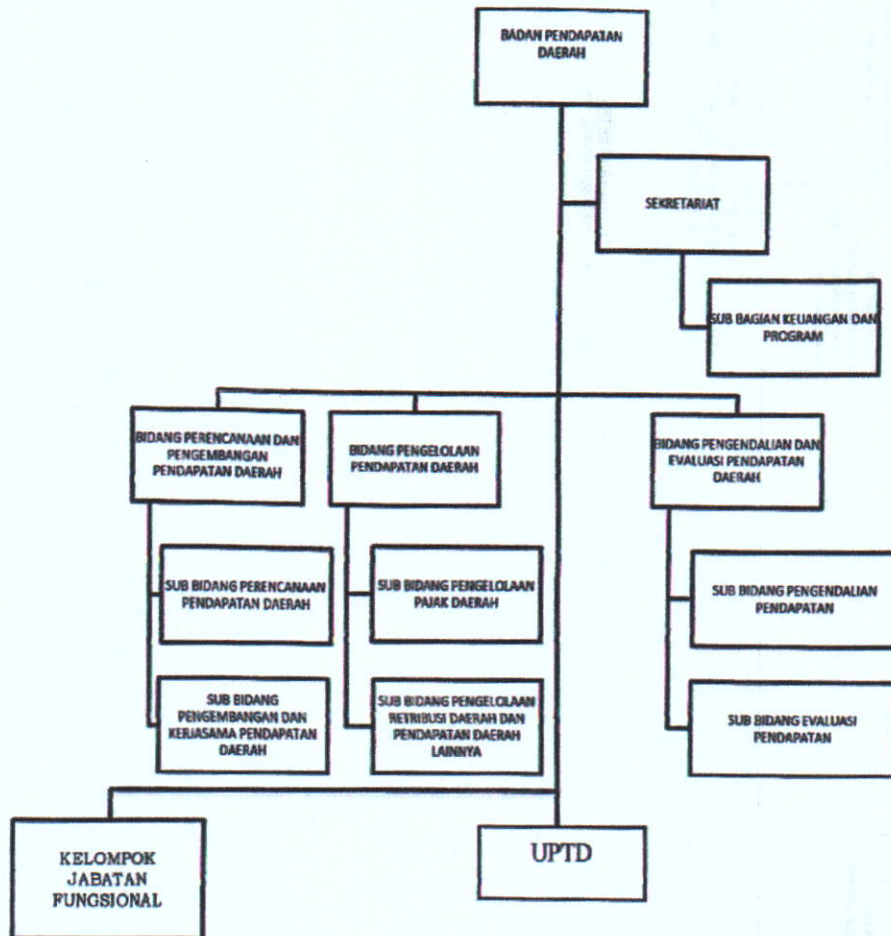 BADAN PENDAPATAN
DAERAH
SEKRETARIAT
SUB BAGIAN KEUANGAN DAN
PROGRAM
BIDANG PERENCANAAN DAN
PENGEMBANGAN
PENDAPATAN DAERAH
BIDANG PENGELOLAAN
PENDAPATAN DAERAH
BIDANG PENGENDALIAN DAN
EVALUASI PENDAPATAN
DAERAH
SUB BIDANG PERENCANAAN
PENDAPATAN DAERAH
SUB BIDANG PENGELOLAAN
PAJAK DAERAH
SUB BIDANG PENGENDALIAN
PENDAPATAN
SUB BIDANG
PENGEMBANGAN DAN
KERJASAMA PENDAPATAN
DAERAH
SUB BIDANG PENGELOLAAN
RETRIBUSI DAERAH DAN
PENDAPATAN DAERAH
LAINNYA
SUB BIDANG EVALUASI
PENDAPATAN
KELOMPOK
JABATAN
FUNGSIONAL
UPTD